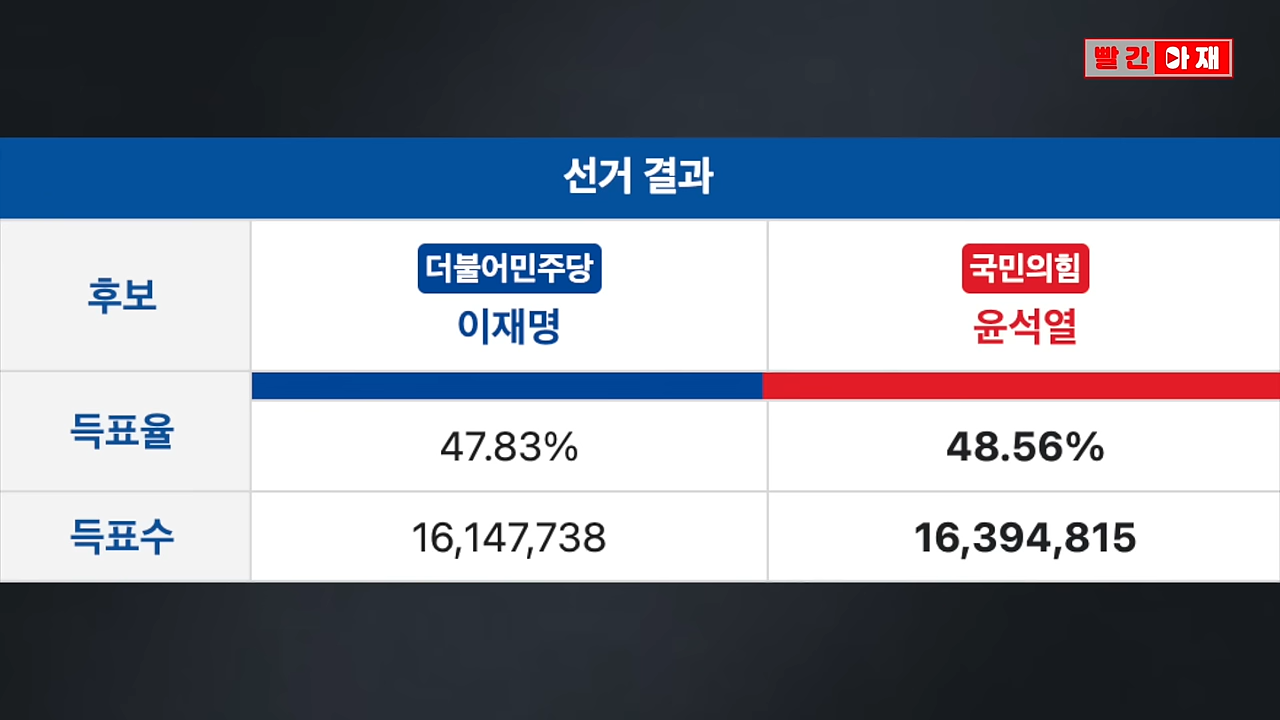 빨간아재
선거 결과
후보
더불어민주당
이재명
국민의힘
윤석열
득표율
47.83%
48.56%
득표수
16,147,738
16,394,815